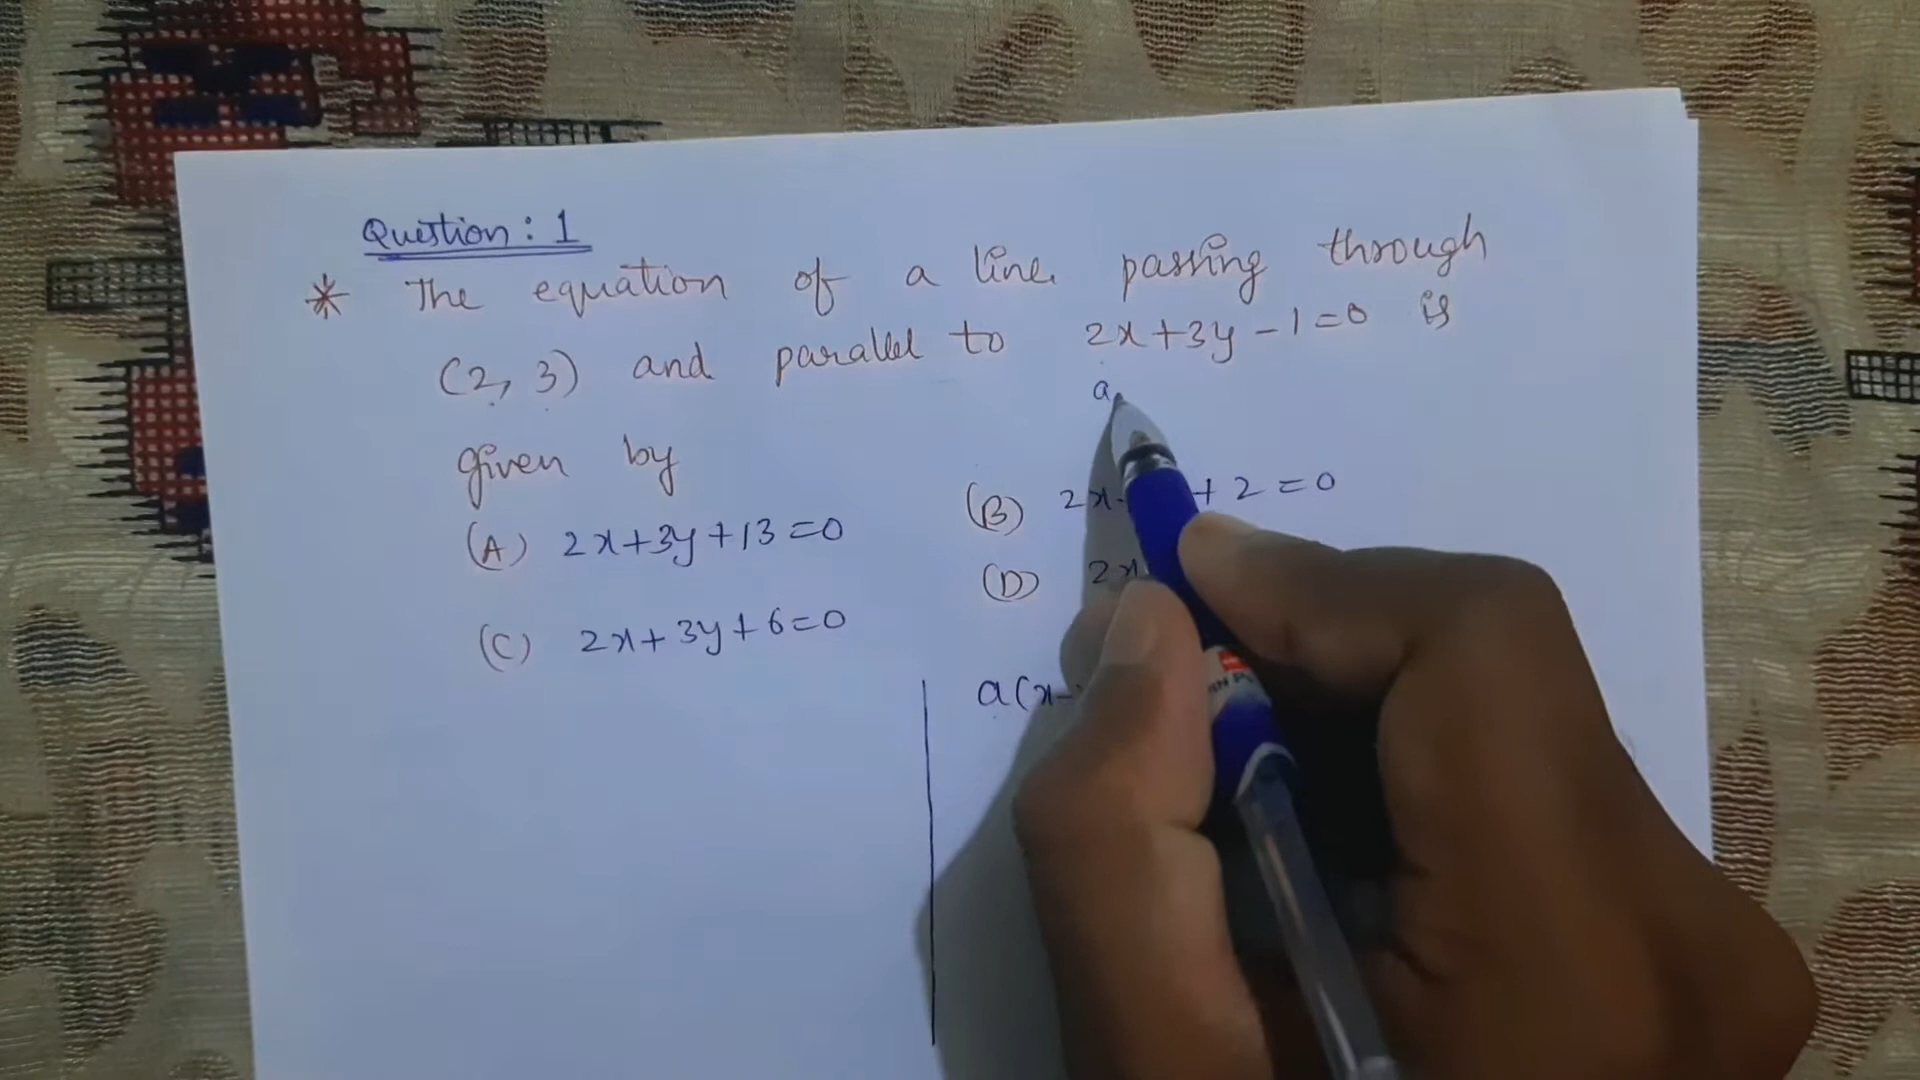 Question : 1
* The equation of a line passing through
(2, 3) and parallel to 2x+3y-1=0 is
a
given by
(A) 2x+3y+13=0
(B) 2x + 2 = 0
(C) 2x+3y+6=0
(D) 2x
a(x-